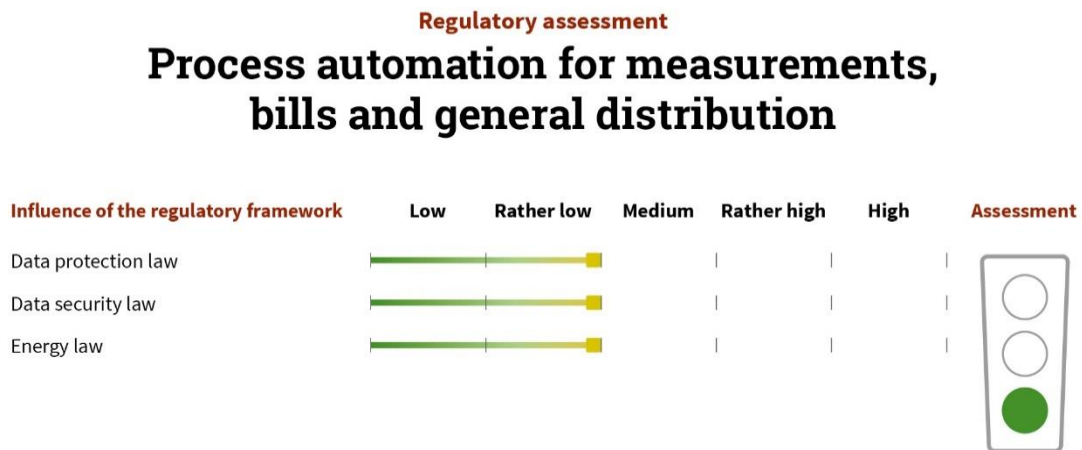 Regulatory assessment
Process automation for measurements,
bills and general distribution
Influence of the regulatory framework Low Rather low Medium Rather high High Assessment
Data protection law
Data security law
Energy law